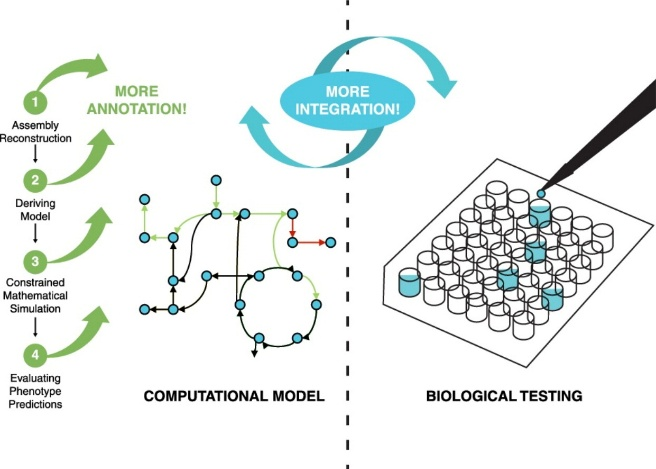 1
Assembly
Reconstruction
2
Deriving
Model
3
Constrained
Mathematical
Simulation
4
Evaluating
Phenotype
Predictions
MORE
ANNOTATION!
MORE
INTEGRATION!
COMPUTATIONAL MODEL
BIOLOGICAL TESTING